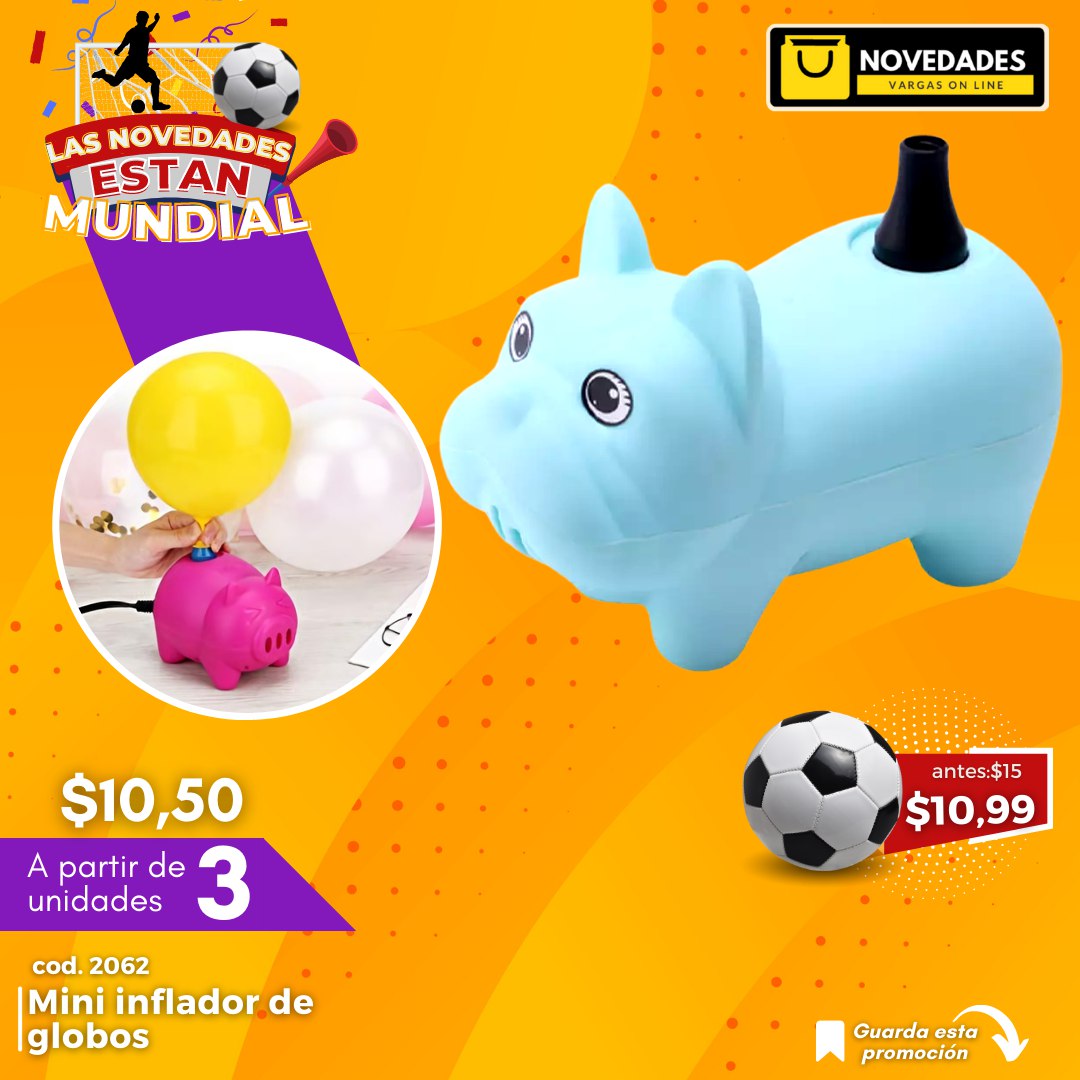 LAS NOVEDADES
ESTAN
MUNDIAL
NOVEDADES
VARGAS ON LINE
$10,50
A partir de 3
unidades
antes:$15
$10,99
cod. 2062
Mini inflador de
globos
Guarda esta
promoción